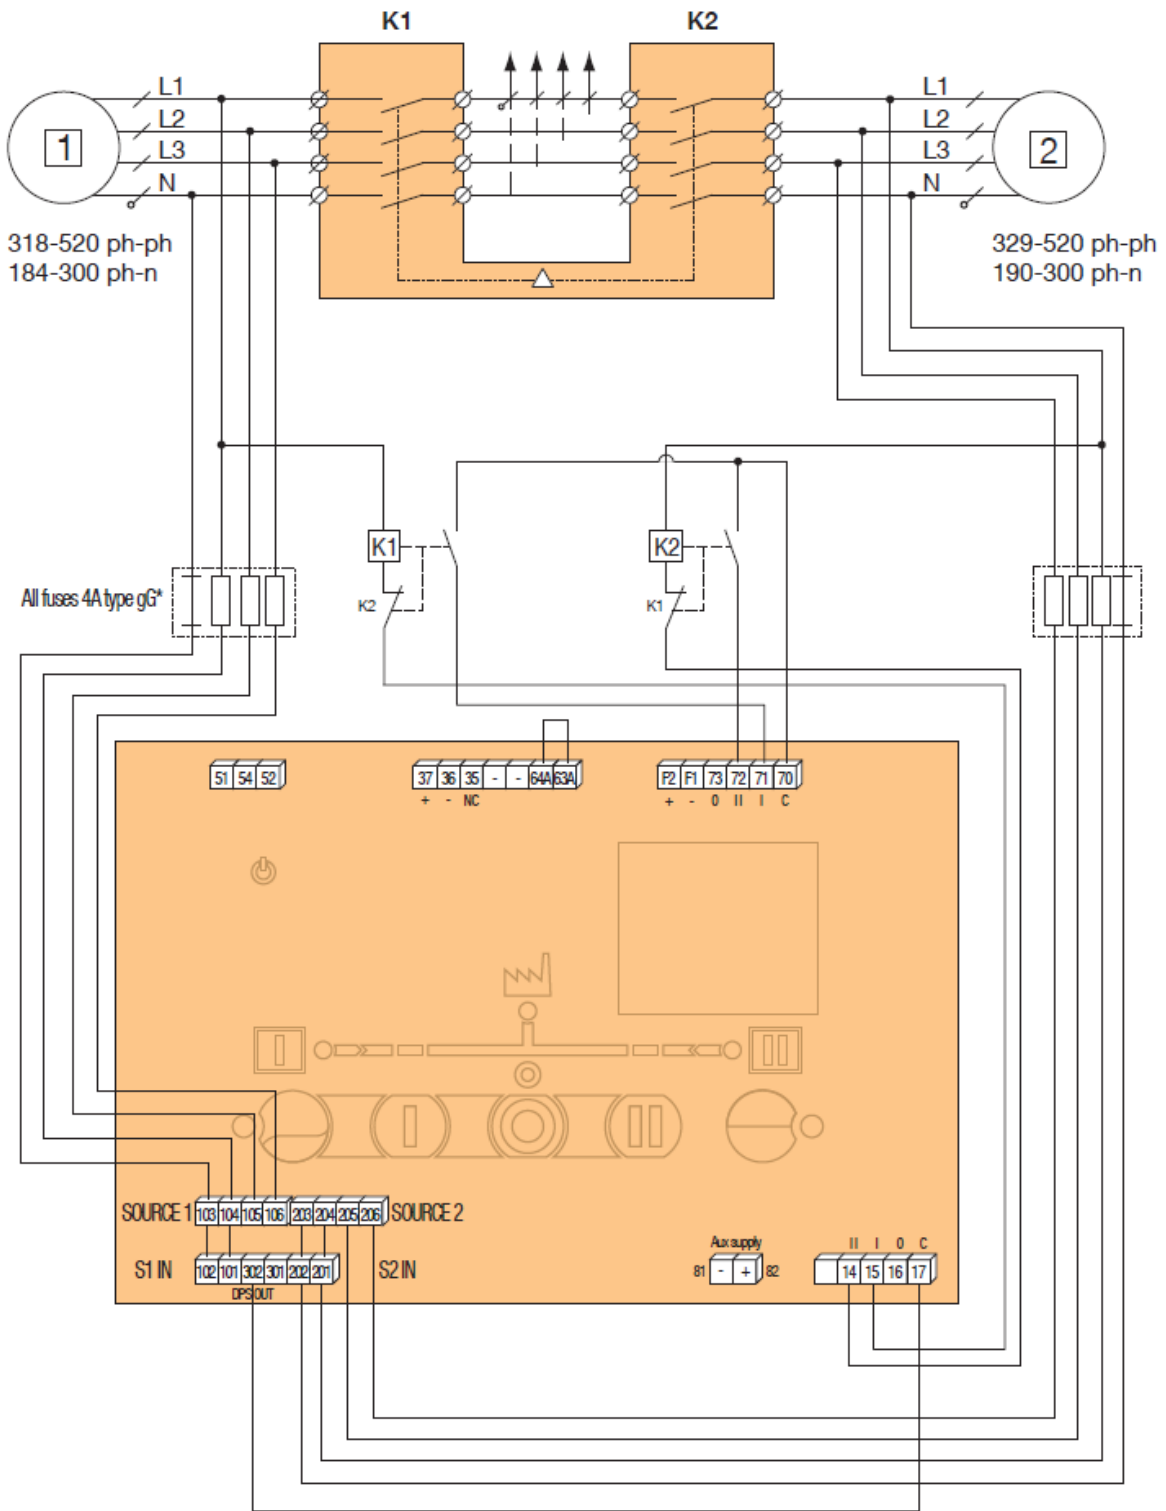 K1 K2
L1 L1
L2 L2
1 2
L3 L3
N N
318-520 ph-ph 329-520 ph-ph
184-300 ph-n 190-300 ph-n
K1 K2
All fuses 4A type gG*
K2 K1
51 54 52 37 36 35 - - 64A 63A F2 F1 73 72 71 70
+ - NC + - 0 II I C
I II
I II
SOURCE 1 103 104 105 106 203 204 205 206 SOURCE 2
Aux supply II I 0 C
S1 IN 102 101 302 301 202 201 S2 IN 81 - + 82 14 15 16 17
DPS OUT